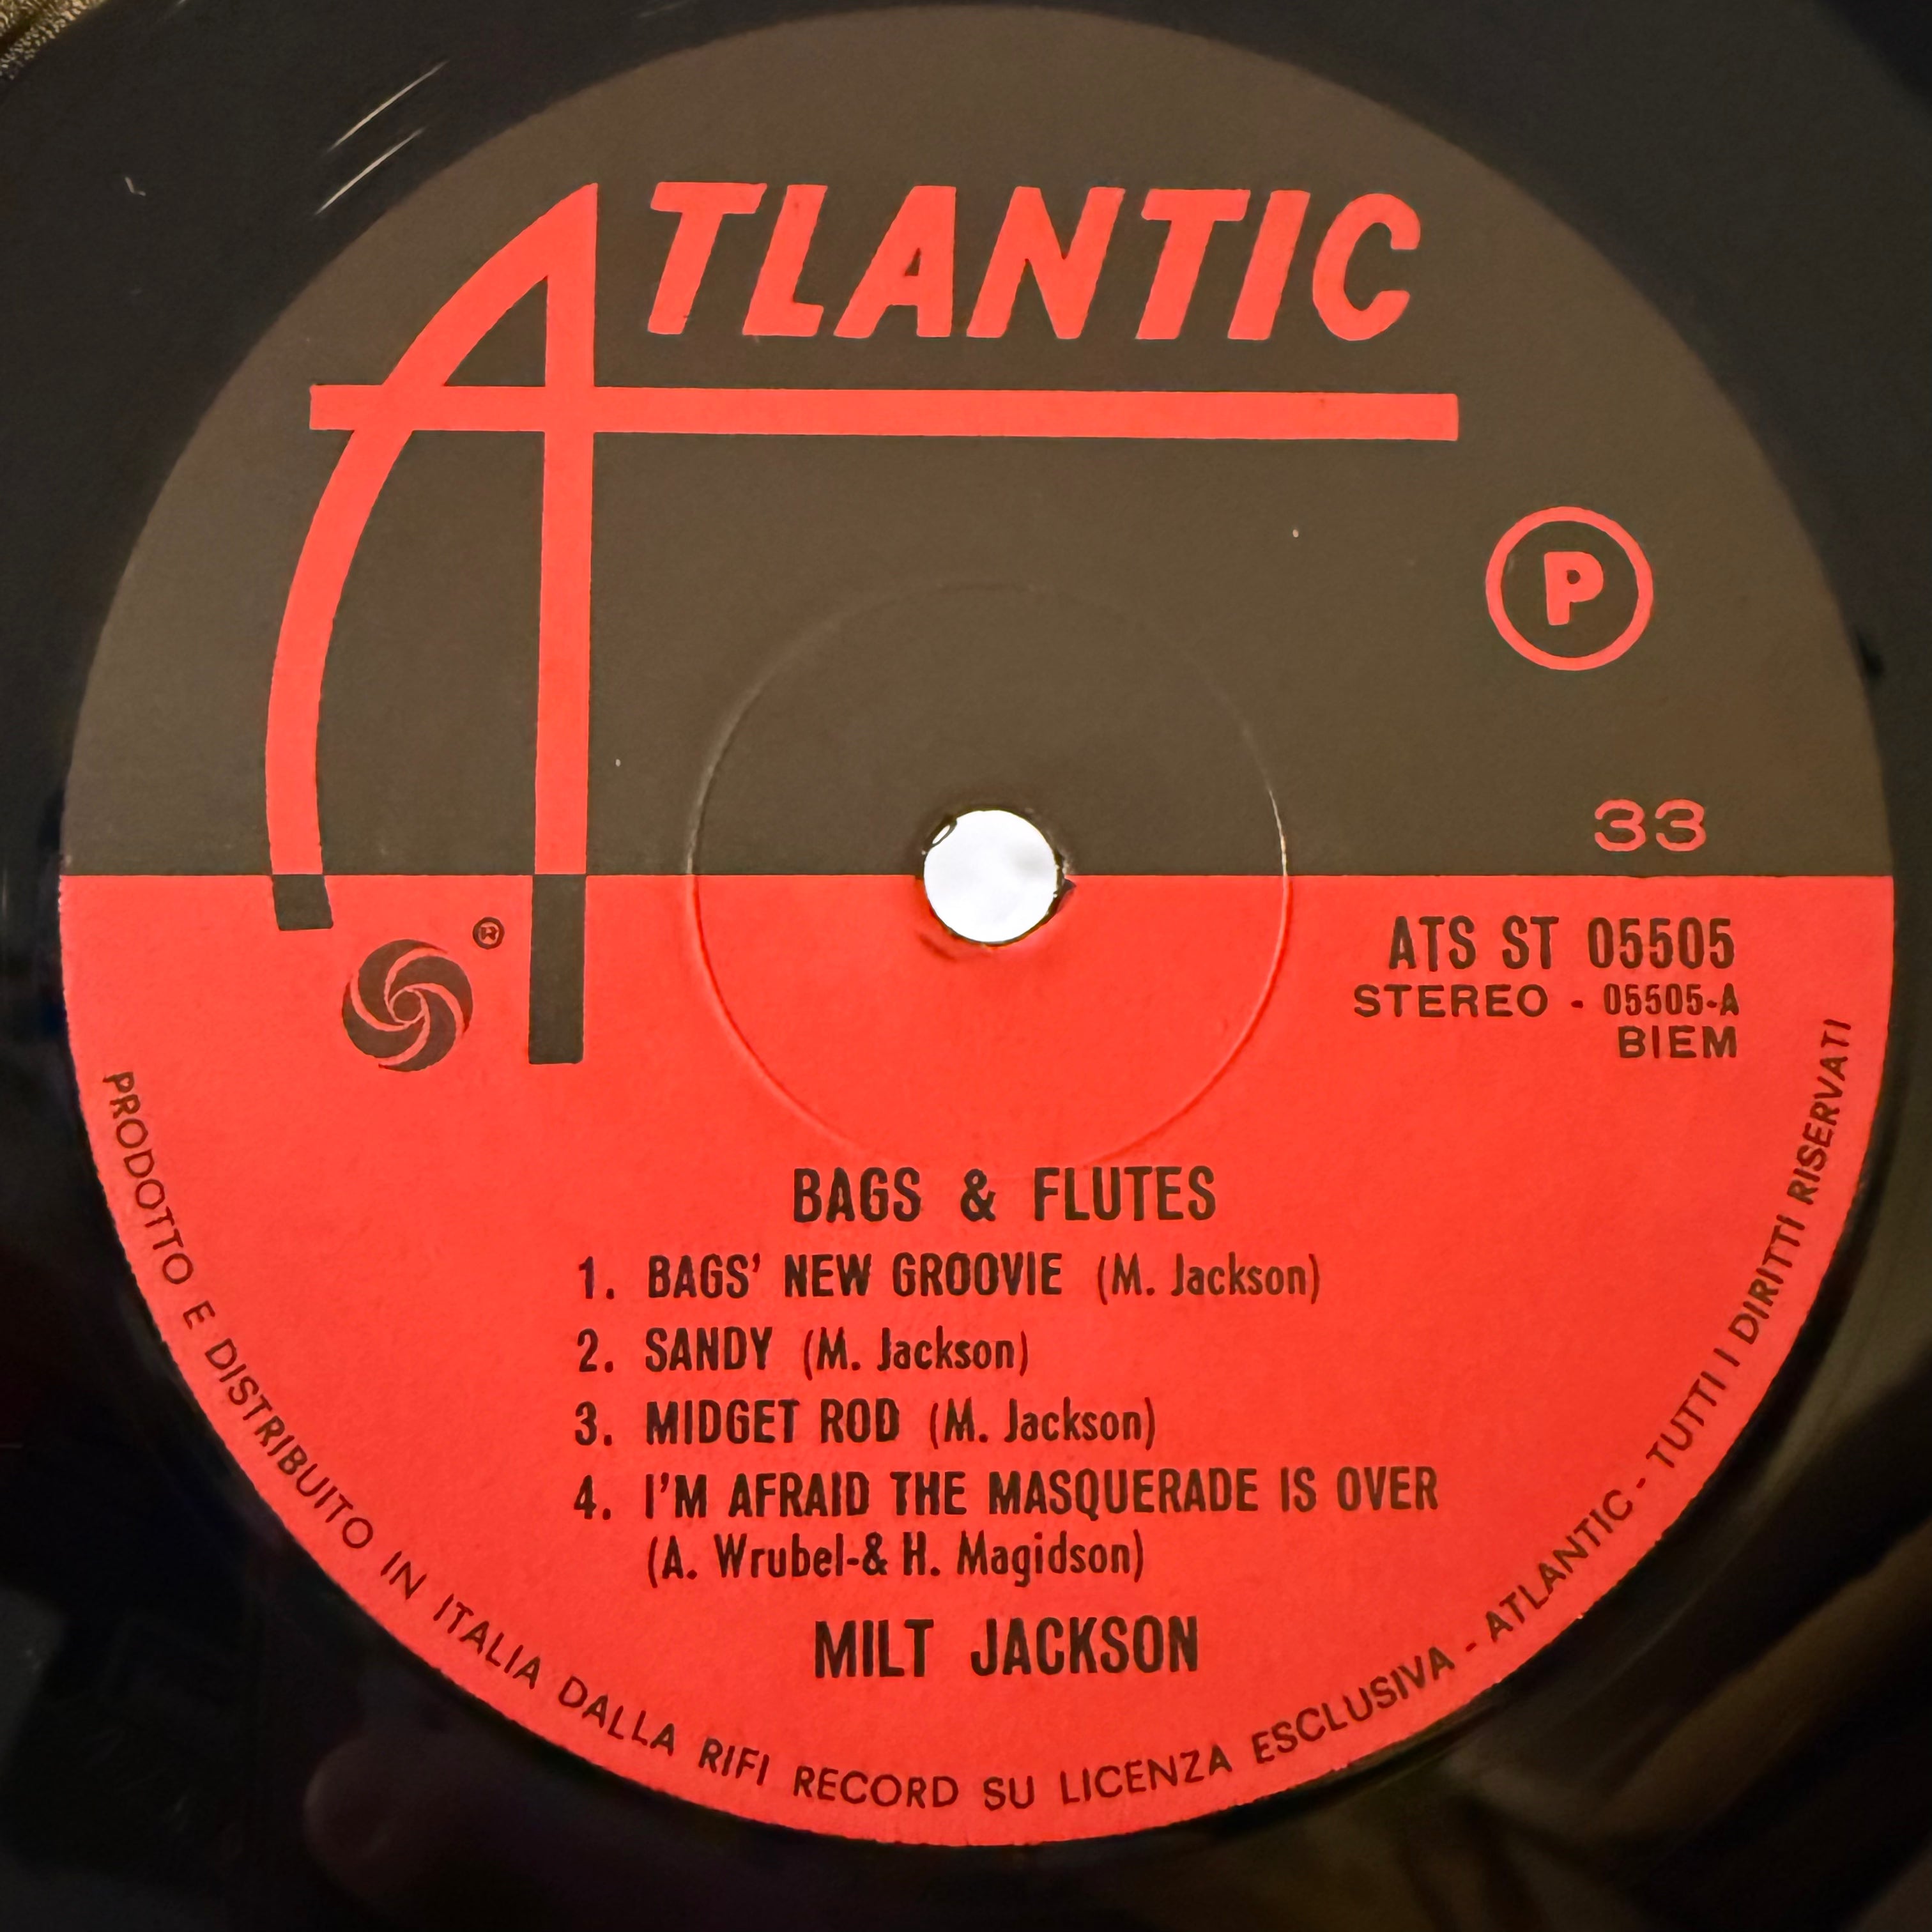 ATLANTIC
P
33
®
ATS ST 05505
STEREO - 05505-A
BIEM
BAGS & FLUTES
1. BAGS' NEW GROOVIE (M. Jackson)
2. SANDY (M. Jackson)
3. MIDGET ROD (M. Jackson)
4. I'M AFRAID THE MASQUERADE IS OVER
(A. Wrubel-& H. Magidson)
MILT JACKSON
PRODOTTO E DISTRIBUITO IN ITALIA DALLA RIFI RECORD SU LICENZA ESCLUSIVA - ATLANTIC - TUTTI I DIRITTI RISERVATI